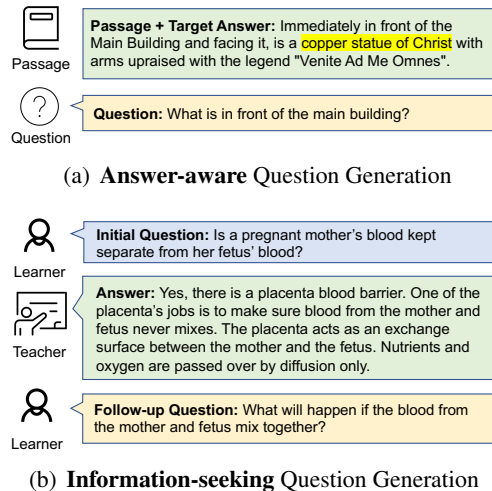 Passage + Target Answer: Immediately in front of the
Main Building and facing it, is a copper statue of Christ with
arms upraised with the legend "Venite Ad Me Omnes".
Passage
?
Question: What is in front of the main building?
Question
(a) Answer-aware Question Generation
Initial Question: Is a pregnant mother's blood kept
separate from her fetus' blood?
Learner
Answer: Yes, there is a placenta blood barrier. One of the
placenta's jobs is to make sure blood from the mother and
fetus never mixes. The placenta acts as an exchange
surface between the mother and the fetus. Nutrients and
oxygen are passed over by diffusion only.
Teacher
Follow-up Question: What will happen if the blood from
the mother and fetus mix together?
Learner
(b) Information-seeking Question Generation